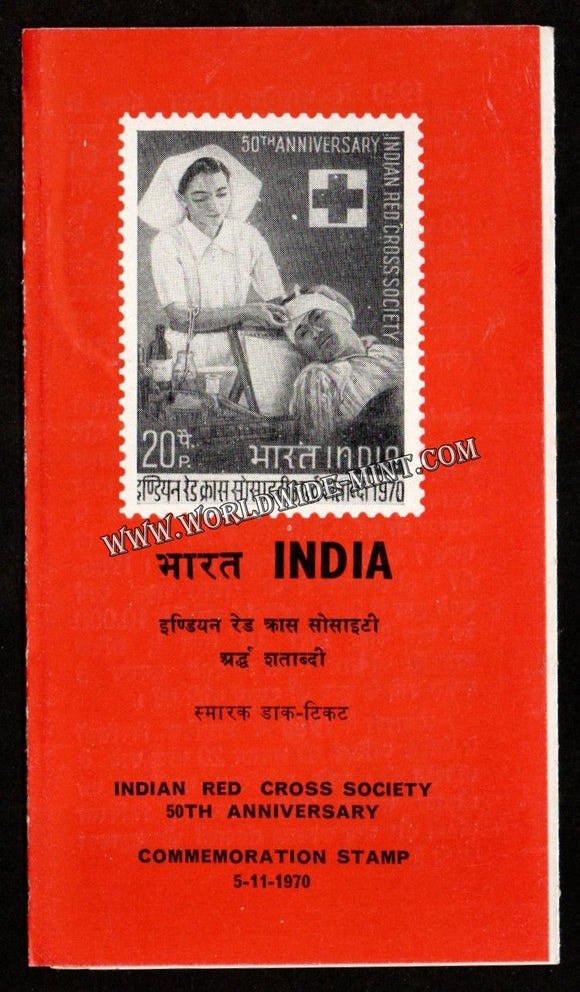 50TH ANNIVERSARY
INDIAN RED CROSS SOCIETY
20 पै.
P.
भारत INDIA
इण्डियन रेड क्रास सोसाइटी 1970
WWW.WORLDWIDE-MINT.COM
भारत INDIA
इण्डियन रेड क्रास सोसाइटी
अर्द्ध शताब्दी
स्मारक डाक-टिकट
INDIAN RED CROSS SOCIETY
50TH ANNIVERSARY
COMMEMORATION STAMP
5-11-1970